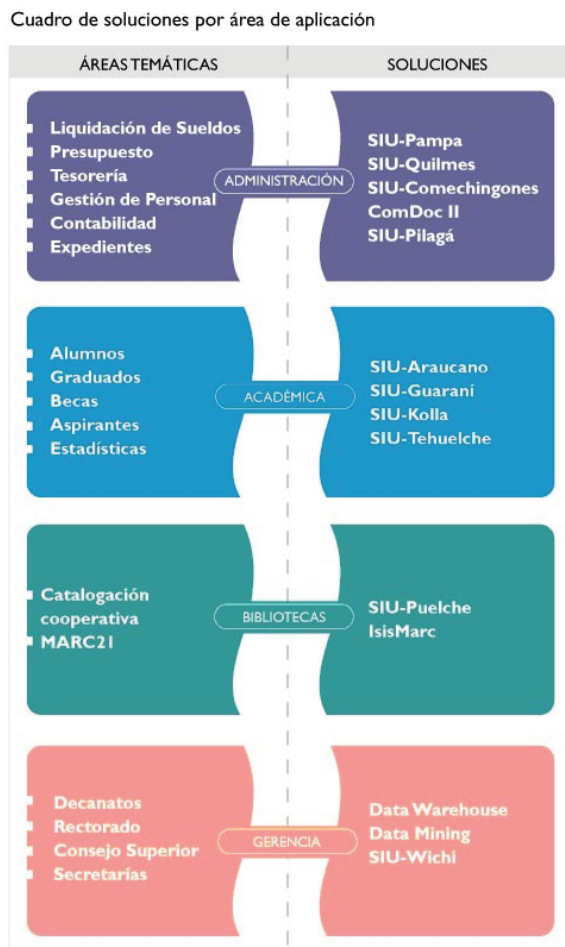 Cuadro de soluciones por área de aplicación
ÁREAS TEMÁTICAS
SOLUCIONES
Liquidación de Sueldos
Presupuesto
Tesorería
Gestión de Personal
Contabilidad
Expedientes
ADMINISTRACIÓN
SIU-Pampa
SIU-Quilmes
SIU-Comechingones
ComDoc II
SIU-Pilagá
Alumnos
Graduados
Becas
Aspirantes
Estadísticas
ACADÉMICA
SIU-Araucano
SIU-Guaraní
SIU-Kolla
SIU-Tehuelche
Catalogación
cooperativa
MARC21
BIBLIOTECAS
SIU-Puelche
IsisMarc
Decanatos
Rectorado
Consejo Superior
Secretarías
GERENCIA
Data Warehouse
Data Mining
SIU-Wichi